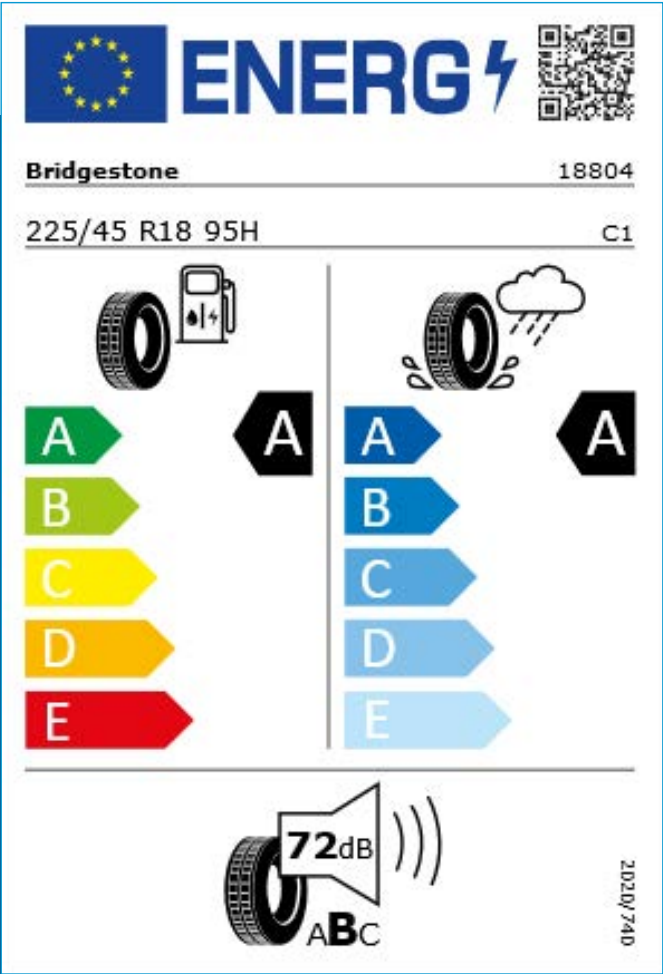 ENERG
Bridgestone 18804
225/45 R18 95H C1
A A A A
B B
C C
D D
E E
72dB
ABC
2020/740